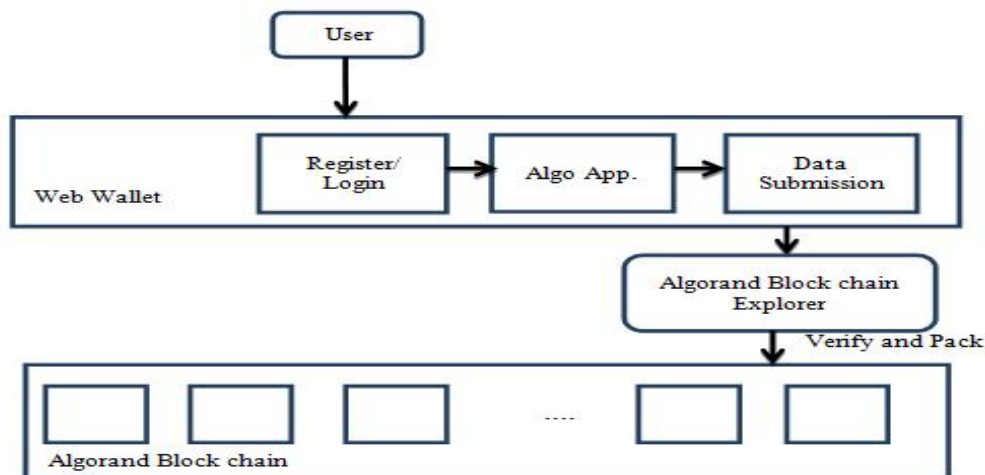 User
Register/
Login
Algo App.
Data
Submission
Web Wallet
Algorand Block chain
Explorer
Verify and Pack
....
Algorand Block chain